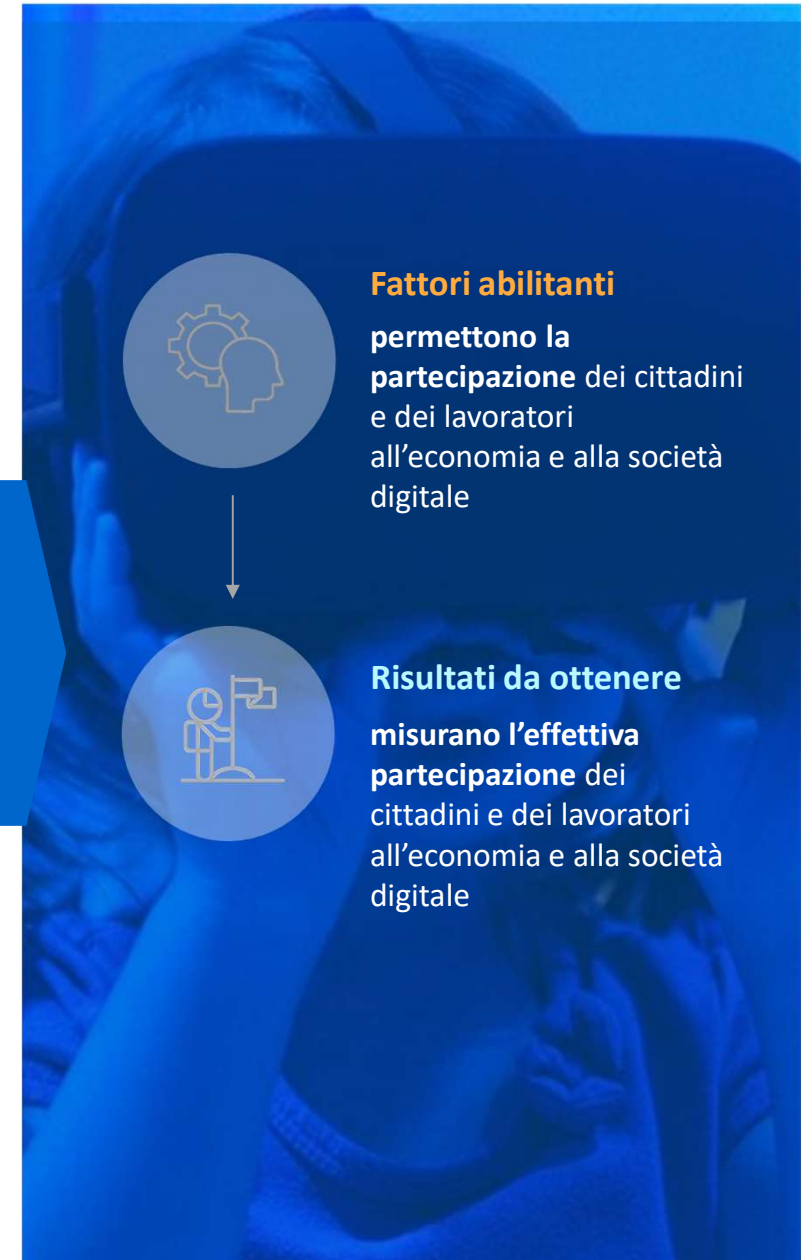 Fattori abilitanti
permettono la
partecipazione dei cittadini
e dei lavoratori
all’economia e alla società
digitale
Risultati da ottenere
misurano l’effettiva
partecipazione dei
cittadini e dei lavoratori
all’economia e alla società
digitale